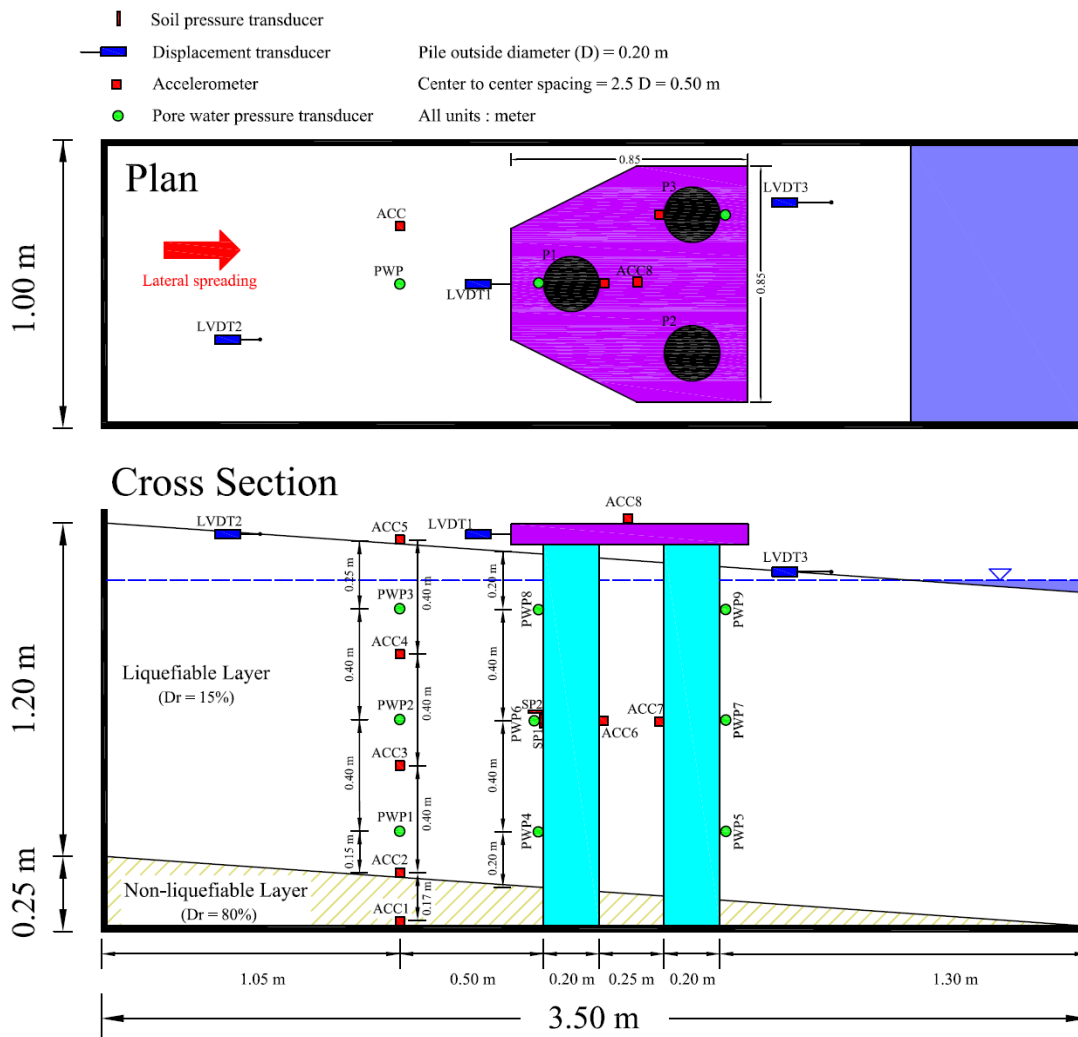 Soil pressure transducer
Displacement transducer
Pile outside diameter (D) = 0.20 m
Accelerometer
Center to center spacing = 2.5 D = 0.50 m
Pore water pressure transducer
All units : meter
Plan
0.85
P3
LVDT3
ACC
P1
PWP
ACC8
Lateral spreading
LVDT1
0.85
LVDT2
P2
1.00 m
Cross Section
ACC8
LVDT2
ACC5
LVDT1
LVDT3
0.25 m
0.40 m
0.20 m
PWP3
PWP8
PWP9
ACC4
Liquefiable Layer
(Dr = 15%)
1.20 m
0.40 m
0.40 m
0.40 m
PWP2
SP2
PWP6
SP1
ACC7
ACC6
PWP7
ACC3
0.40 m
0.40 m
0.40 m
PWP1
PWP4
PWP5
0.15 m
ACC2
0.20 m
Non-liquefiable Layer
(Dr = 80%)
0.25 m
0.17 m
ACC1
1.05 m
0.50 m
0.20 m
0.25 m
0.20 m
1.30 m
3.50 m